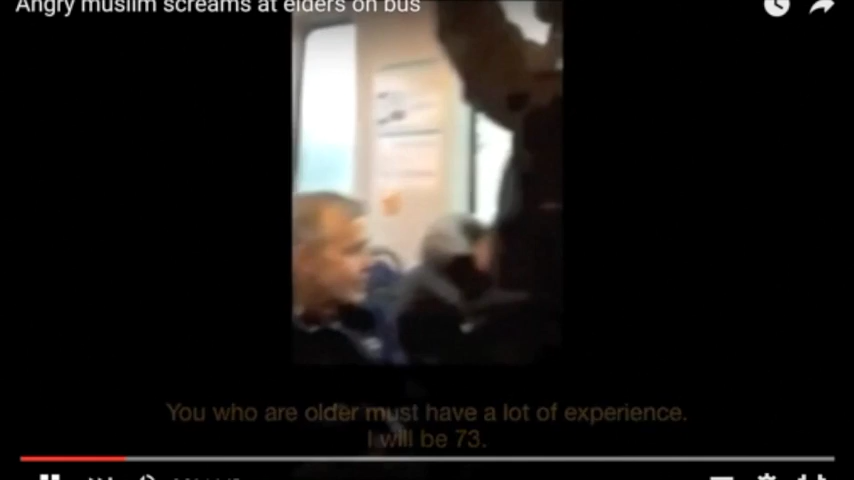 Angry muslim screams at elders on bus
You who are older must have a lot of experience.
I will be 73.